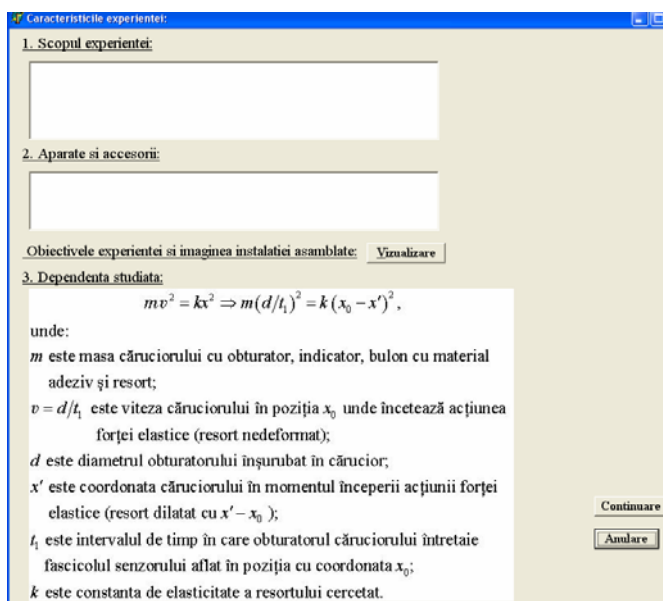 Caracteristicile experientei:
1. Scopul experientei:
2. Aparate si accesorii:
Obiectivele experientei si imaginea instalatiei asamblate: Vizualizare
3. Dependenta studiata:
mv² = kx² ⇒ m(d/t₁)² = k(x₀ − x′)²,
unde:
m este masa căruciorului cu obturator, indicator, bulon cu material
adeziv şi resort;
v = d/t₁ este viteza căruciorului în poziţia x₀ unde încetează acţiunea
forţei elastice (resort nedeformat);
d este diametrul obturatorului înşurubat în cărucior;
x′ este coordonata căruciorului în momentul începerii acţiunii forţei
elastice (resort dilatat cu x′ − x₀ );
t₁ este intervalul de timp în care obturatorul căruciorului întretaie
fascicolul senzorului aflat în poziţia cu coordonata x₀;
k este constanta de elasticitate a resortului cercetat.
Continuare
Anulare